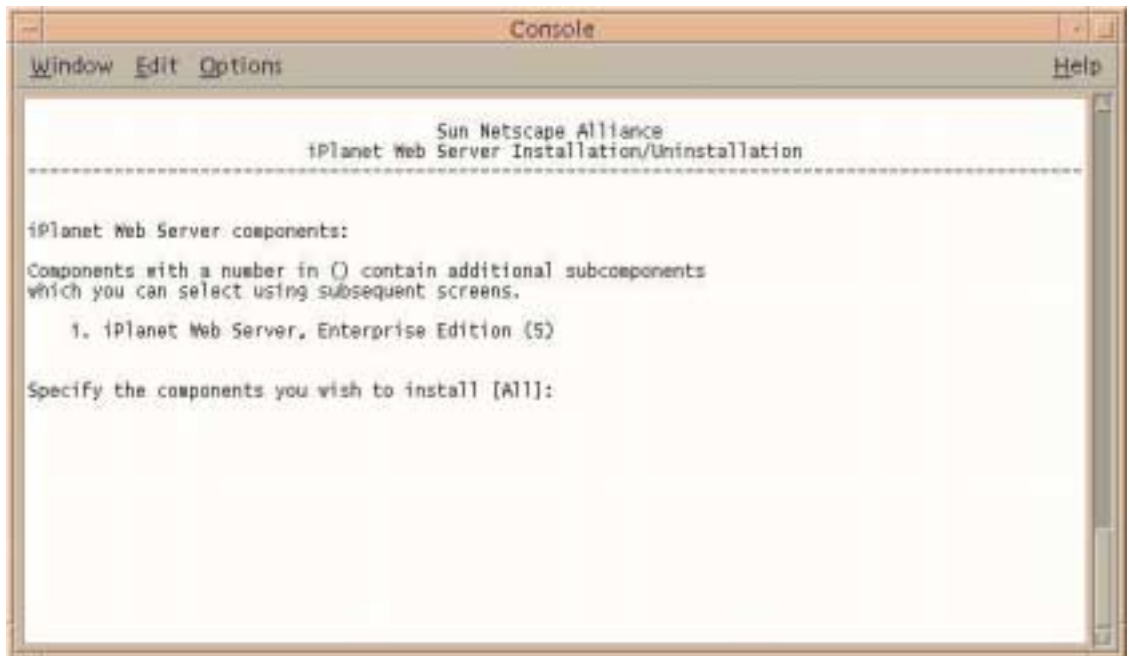 Console
Window Edit Options Help
Sun Netscape Alliance
iPlanet Web Server Installation/Uninstallation
--------------------------------------------------------------------------------
iPlanet Web Server components:
Components with a number in () contain additional subcomponents
which you can select using subsequent screens.
1. iPlanet Web Server, Enterprise Edition (5)
Specify the components you wish to install [All]: